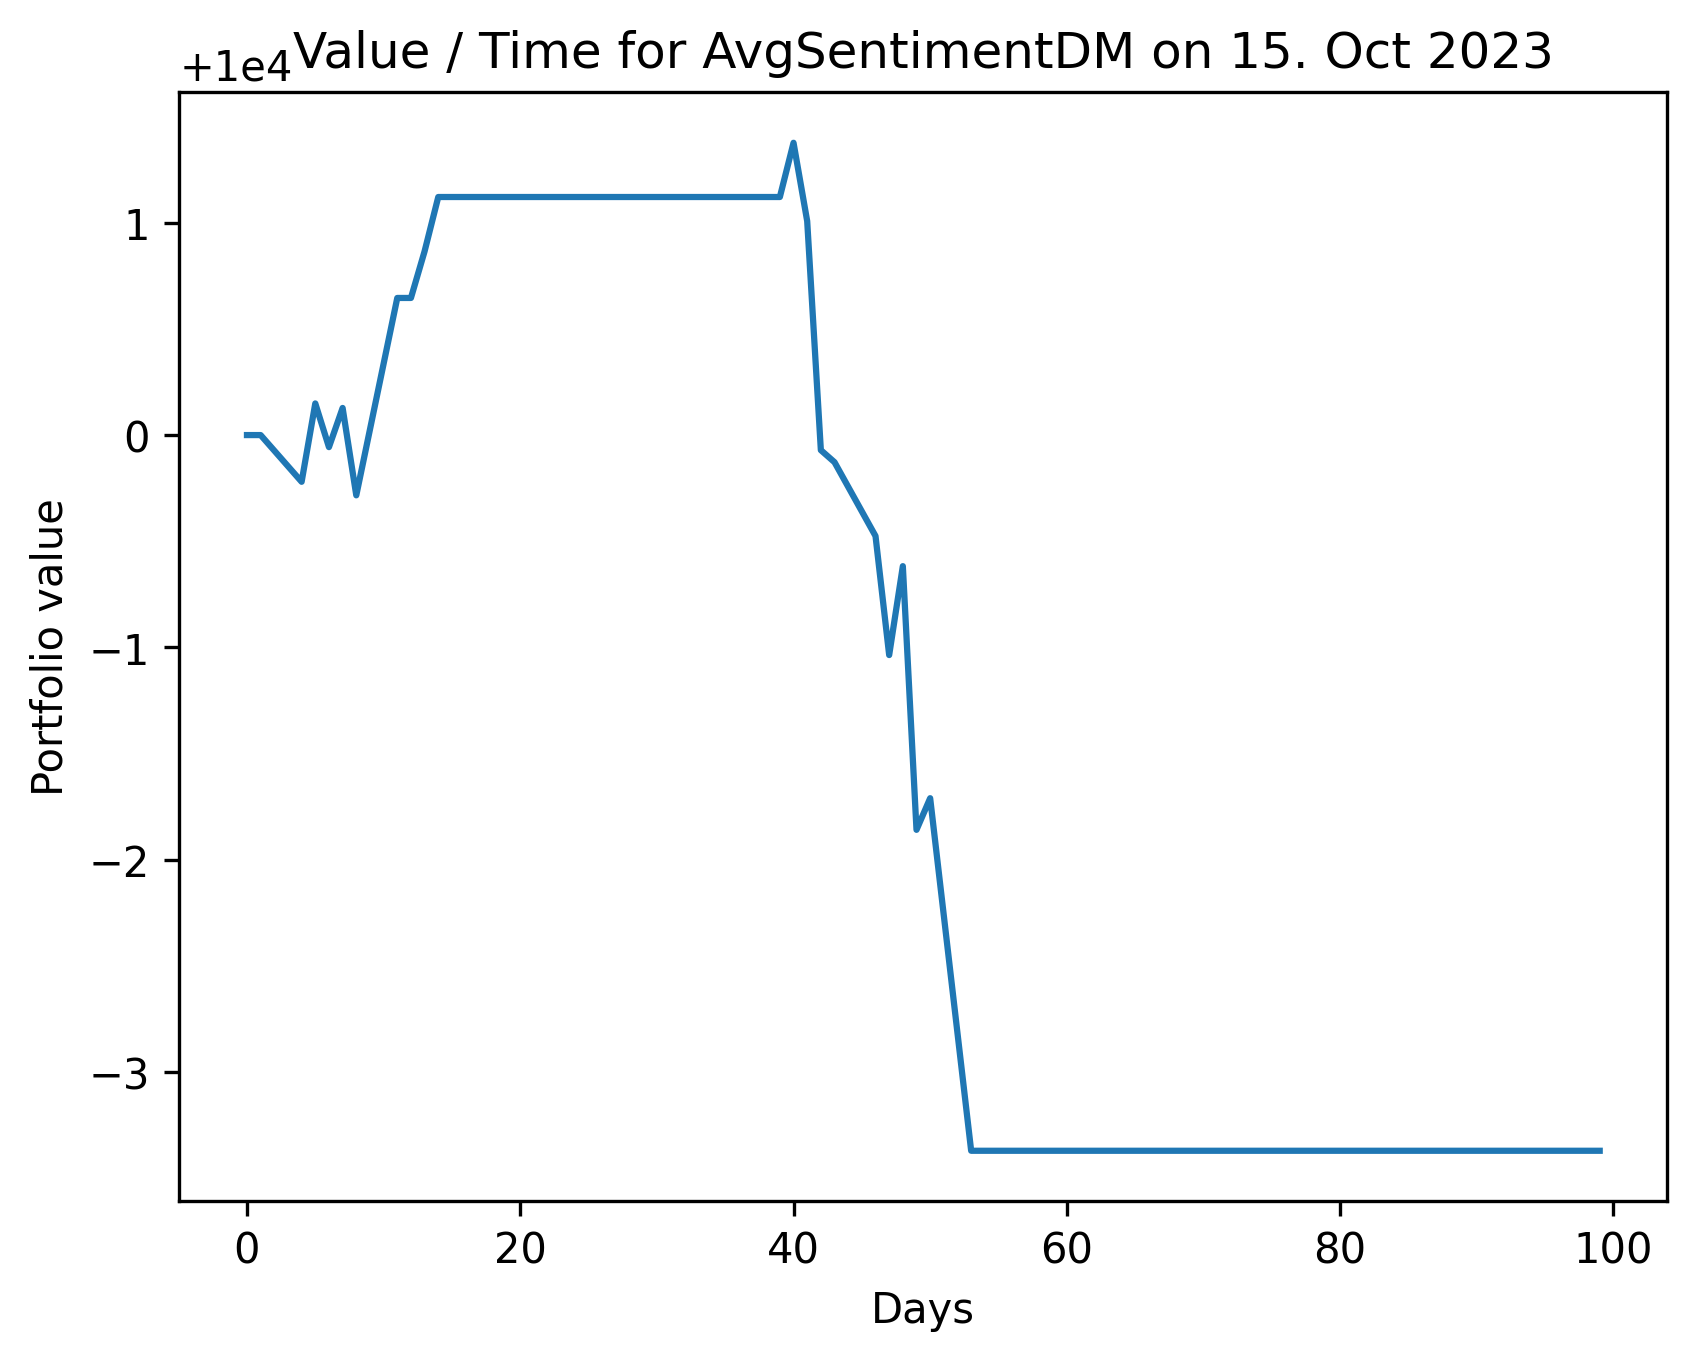 Value / Time for AvgSentimentDM on 15. Oct 2023
+1e4
1
0
−1
−2
−3
Portfolio value
0 20 40 60 80 100
Days